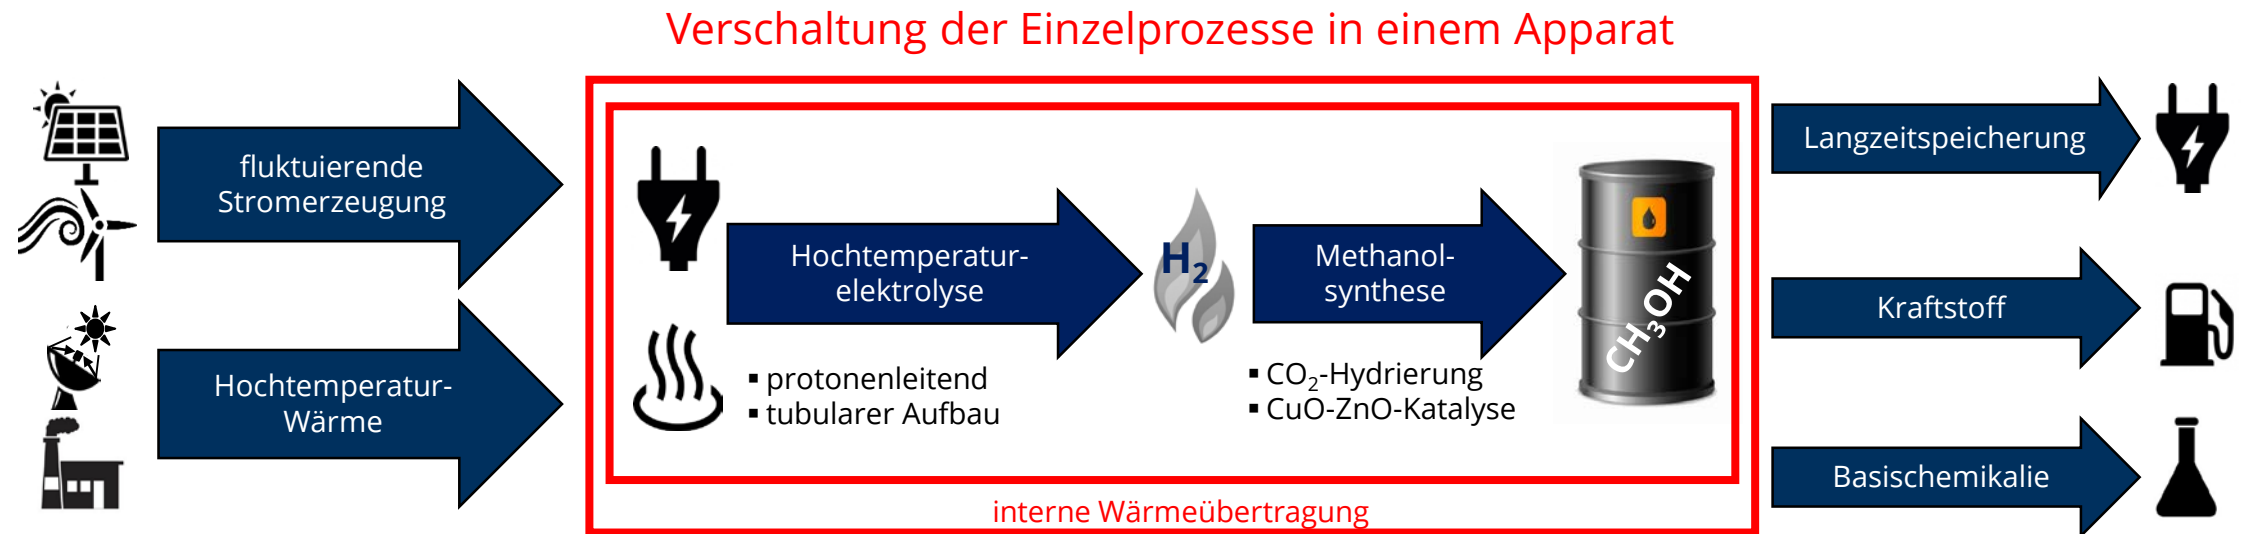 Verschaltung der Einzelprozesse in einem Apparat
fluktuierende
Stromerzeugung
Hochtemperatur-
Wärme
Hochtemperatur-
elektrolyse
▪ protonenleitend
▪ tubularer Aufbau
H₂
Methanol-
synthese
▪ CO₂-Hydrierung
▪ CuO-ZnO-Katalyse
CH₃OH
interne Wärmeübertragung
Langzeitspeicherung
Kraftstoff
Basischemikalie